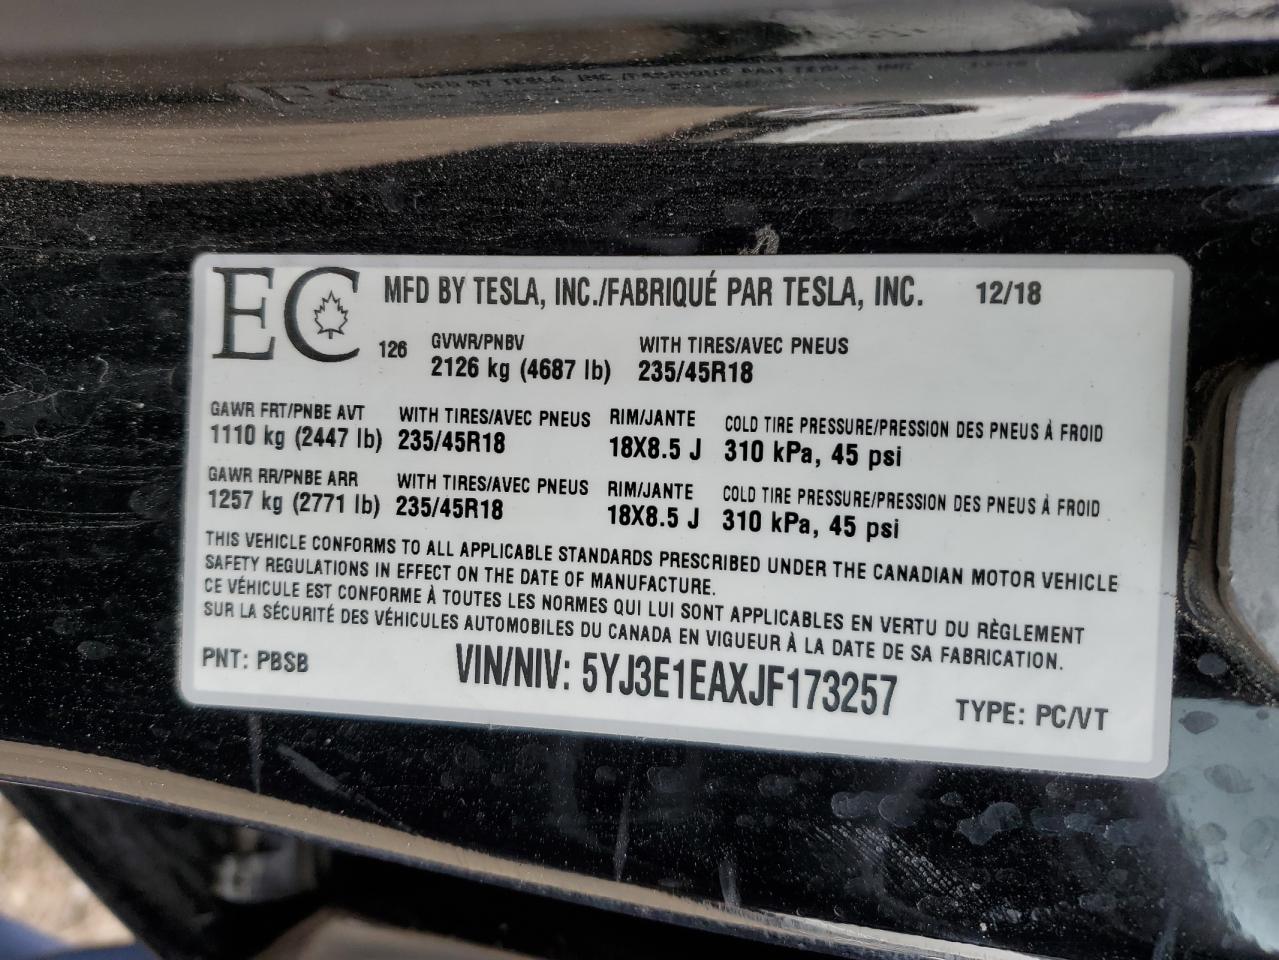 EC MFD BY TESLA, INC./FABRIQUÉ PAR TESLA, INC. 12/18
126 GVWR/PNBV WITH TIRES/AVEC PNEUS
2126 kg (4687 lb) 235/45R18
GAWR FRT/PNBE AVT WITH TIRES/AVEC PNEUS RIM/JANTE COLD TIRE PRESSURE/PRESSION DES PNEUS À FROID
1110 kg (2447 lb) 235/45R18 18X8.5 J 310 kPa, 45 psi
GAWR RR/PNBE ARR WITH TIRES/AVEC PNEUS RIM/JANTE COLD TIRE PRESSURE/PRESSION DES PNEUS À FROID
1257 kg (2771 lb) 235/45R18 18X8.5 J 310 kPa, 45 psi
THIS VEHICLE CONFORMS TO ALL APPLICABLE STANDARDS PRESCRIBED UNDER THE CANADIAN MOTOR VEHICLE
SAFETY REGULATIONS IN EFFECT ON THE DATE OF MANUFACTURE.
CE VÉHICULE EST CONFORME À TOUTES LES NORMES QUI LUI SONT APPLICABLES EN VERTU DU RÈGLEMENT
SUR LA SÉCURITÉ DES VÉHICULES AUTOMOBILES DU CANADA EN VIGUEUR À LA DATE DE SA FABRICATION.
PNT: PBSB VIN/NIV: 5YJ3E1EAXJF173257 TYPE: PC/VT